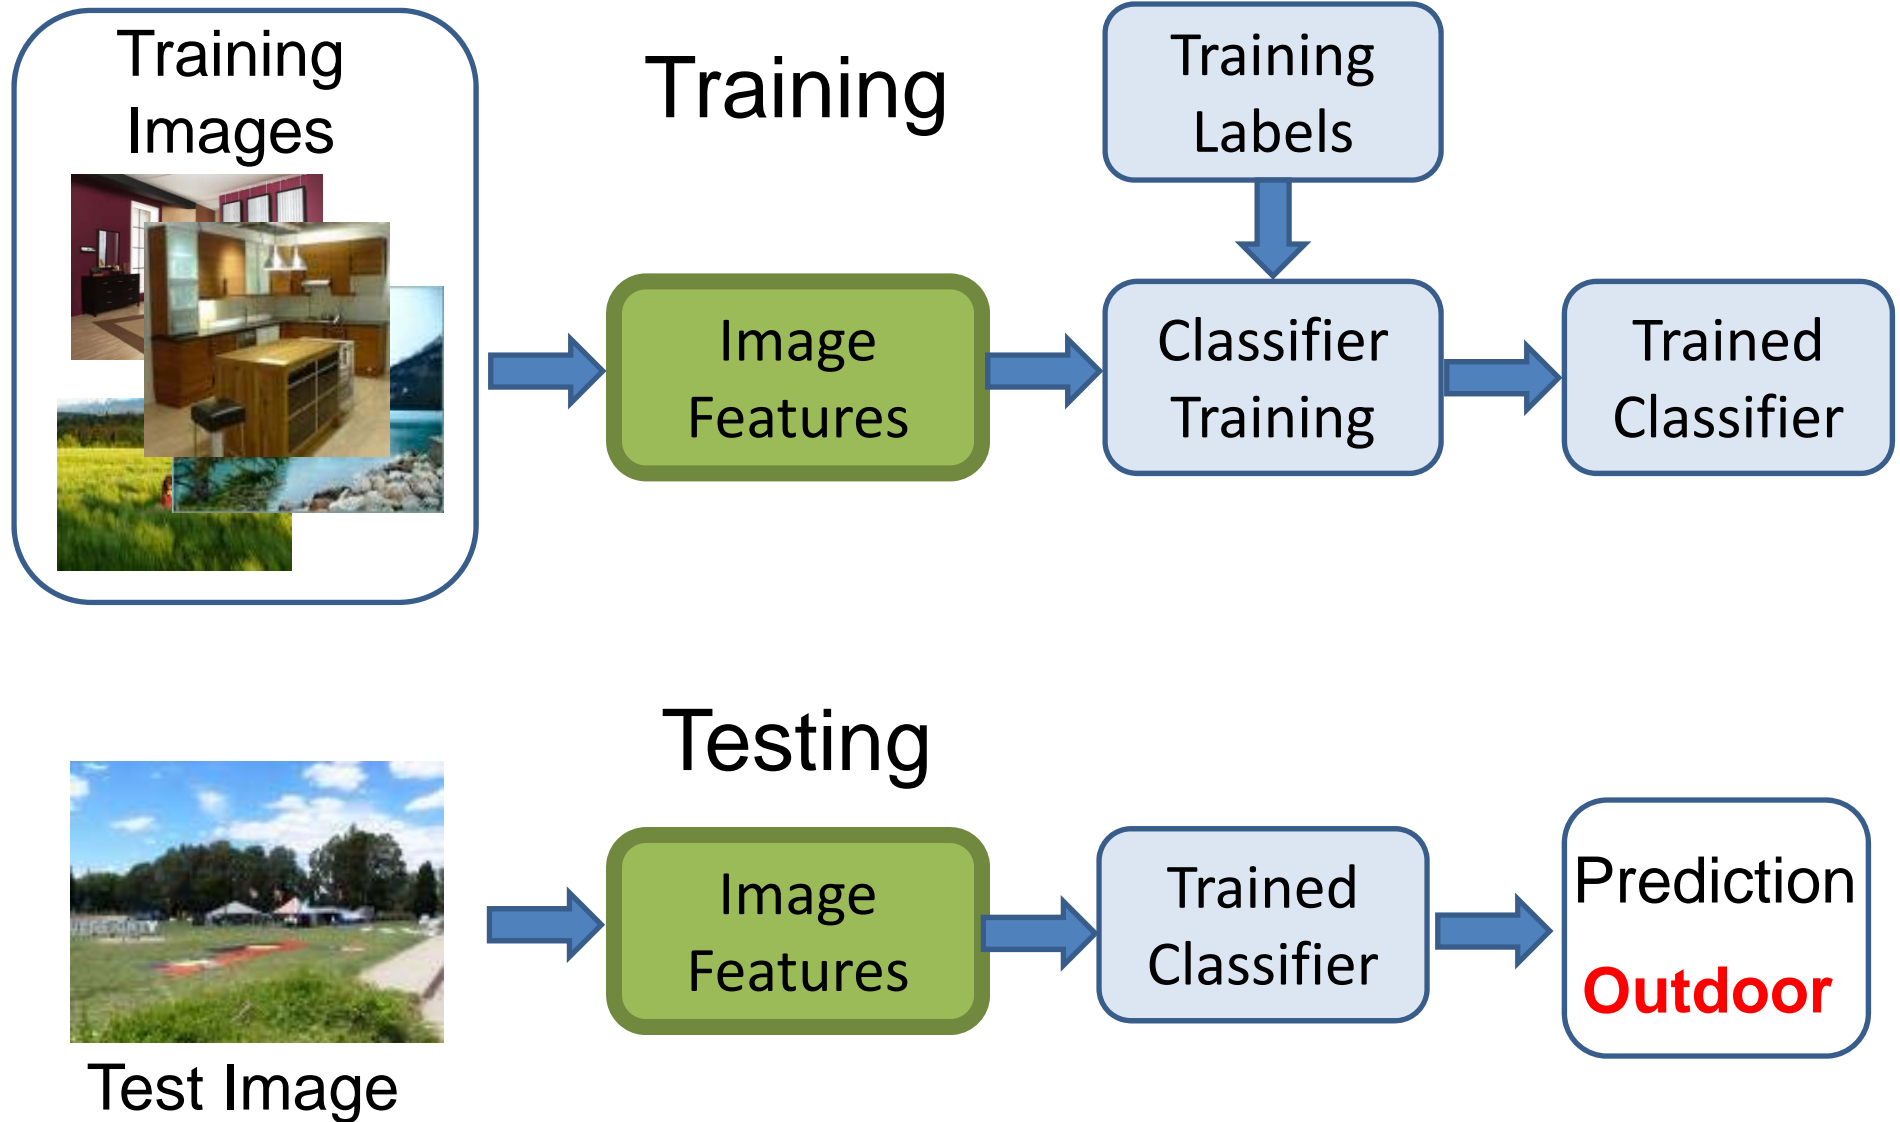 Training
Images
Training
Training
Labels
Image
Features
Classifier
Training
Trained
Classifier
Testing
Image
Features
Trained
Classifier
Prediction
Outdoor
Test Image